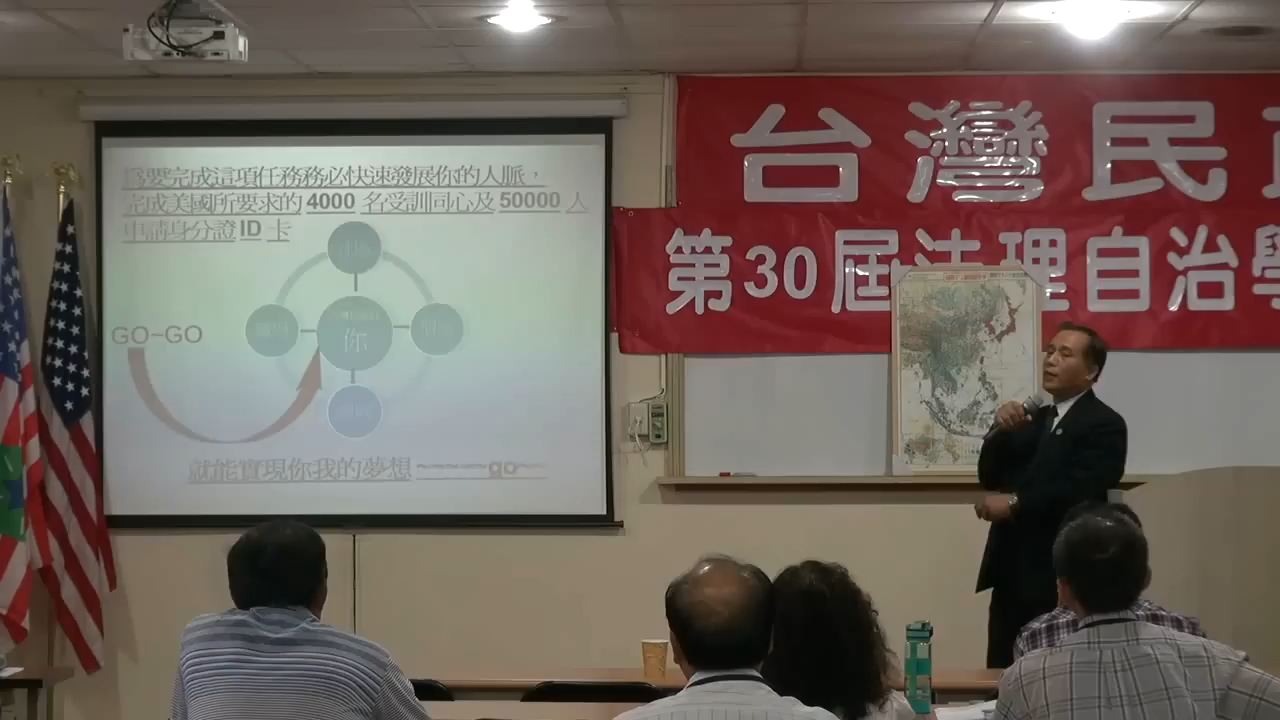 將要完成這項任務務必快速發展你的人脈，
完成美國所要求的 4000 名受訓同心及 50000 人
申請身分證 ID 卡
GO-GO
你
就能實現你我的夢想 go
台灣民政
第30屆法理自治學